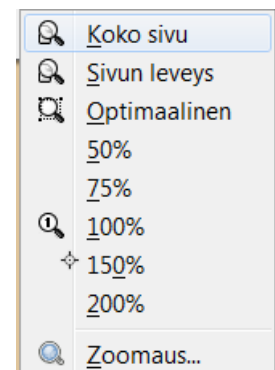 Koko sivu
Sivun leveys
Optimaalinen
50%
75%
100%
150%
200%
Zoomaus...